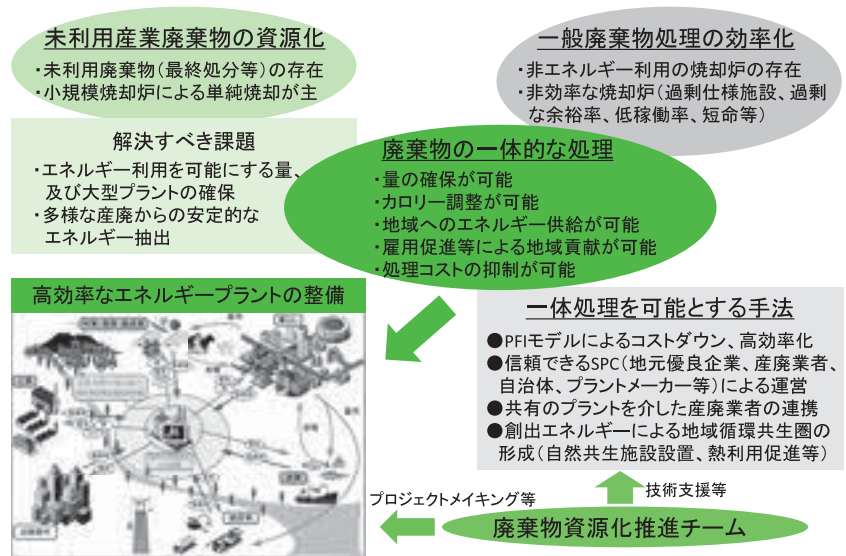 未利用産業廃棄物の資源化
・未利用廃棄物（最終処分等）の存在
・小規模焼却炉による単純焼却が主
一般廃棄物処理の効率化
・非エネルギー利用の焼却炉の存在
・非効率な焼却炉（過剰仕様施設、過剰
な余裕率、低稼働率、短命等）
解決すべき課題
・エネルギー利用を可能にする量、
及び大型プラントの確保
・多様な産廃からの安定的な
エネルギー抽出
廃棄物の一体的な処理
・量の確保が可能
・カロリー調整が可能
・地域へのエネルギー供給が可能
・雇用促進等による地域貢献が可能
・処理コストの抑制が可能
高効率なエネルギープラントの整備
一体処理を可能とする手法
●PFIモデルによるコストダウン、高効率化
●信頼できるSPC（地元優良企業、産廃業者、
自治体、プラントメーカー等）による運営
●共有のプラントを介した産廃業者の連携
●創出エネルギーによる地域循環共生圏の
形成（自然共生施設設置、熱利用促進等）
技術支援等
プロジェクトメイキング等
廃棄物資源化推進チーム